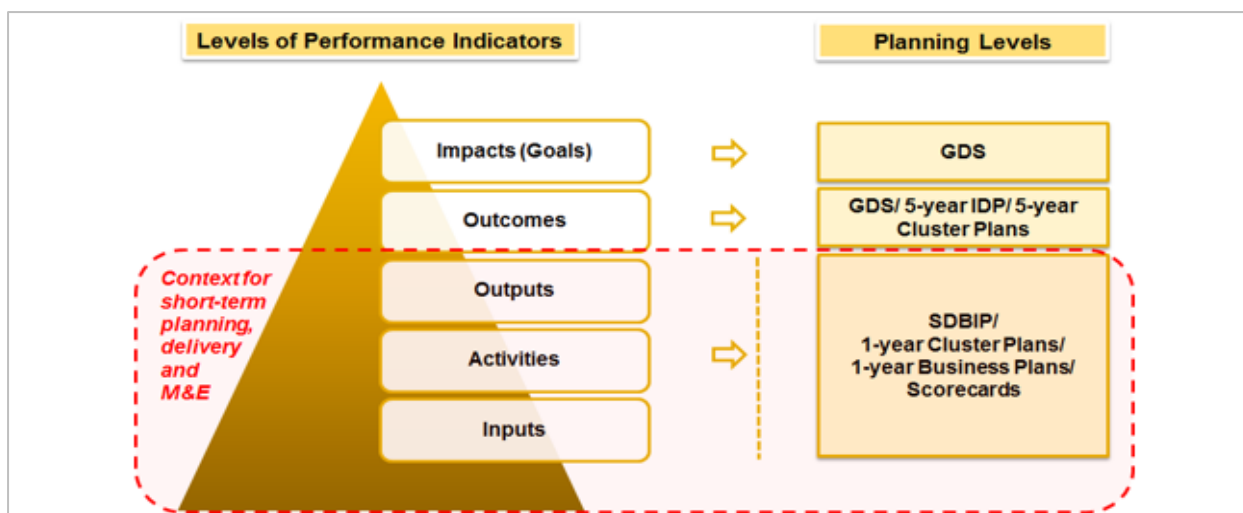 Levels of Performance Indicators
Planning Levels
Impacts (Goals)
GDS
Outcomes
GDS/ 5-year IDP/ 5-year
Cluster Plans
Context for
short-term
planning,
delivery
and
M&E
Outputs
Activities
Inputs
SDBIP/
1-year Cluster Plans/
1-year Business Plans/
Scorecards